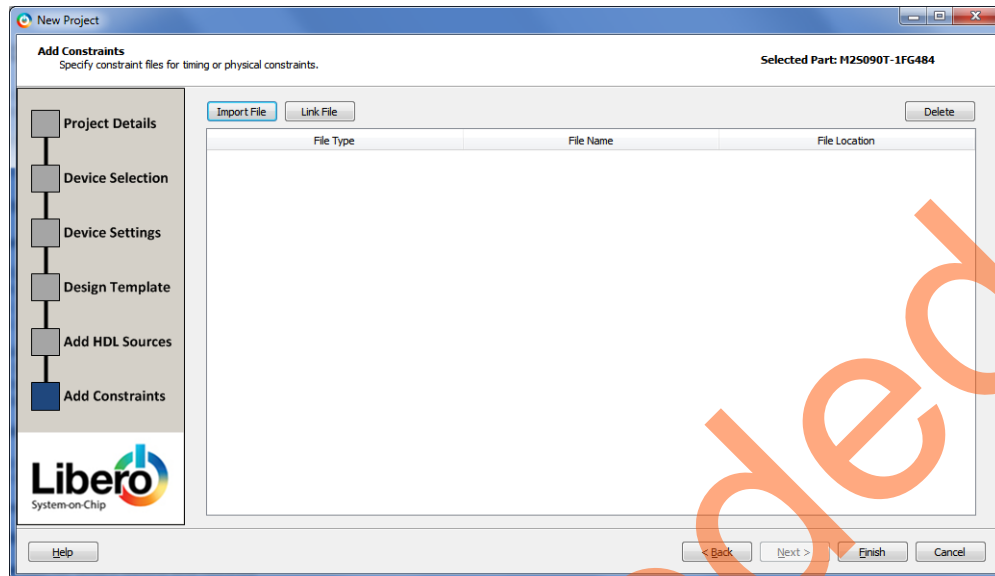 New Project
Add Constraints
Specify constraint files for timing or physical constraints.
Selected Part: M2S090T-1FG484
Project Details
Device Selection
Device Settings
Design Template
Add HDL Sources
Add Constraints
Libero
System-on-Chip
Import File Link File Delete
File Type File Name File Location
Help < Back Next > Finish Cancel
ded